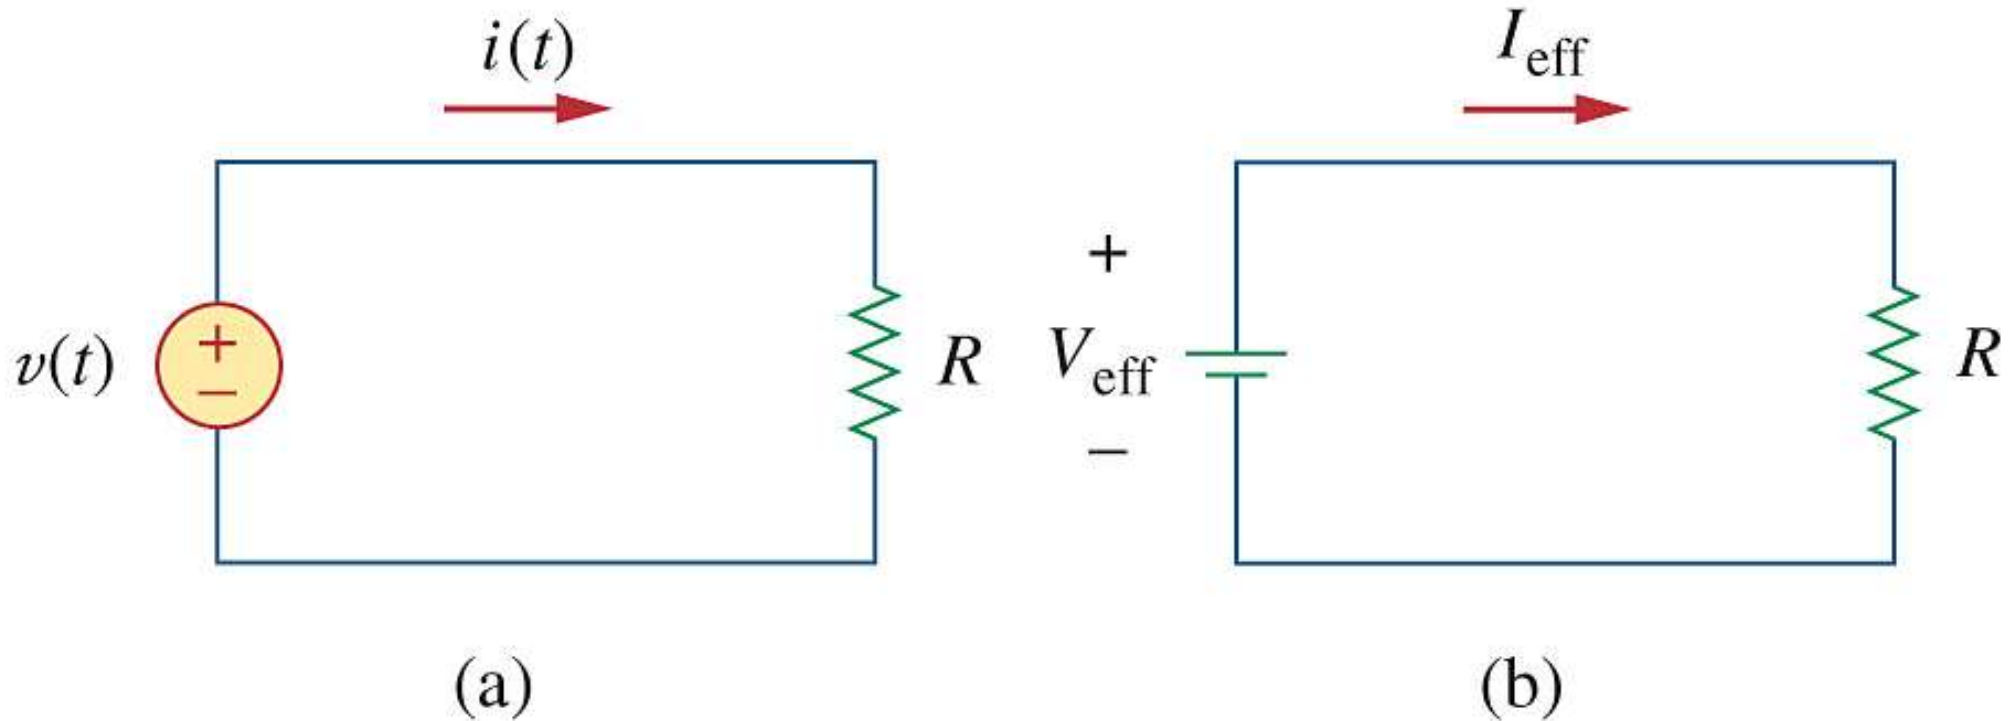 i(t)
v(t)
+
−
R
(a)
I_eff
+
V_eff
−
R
(b)